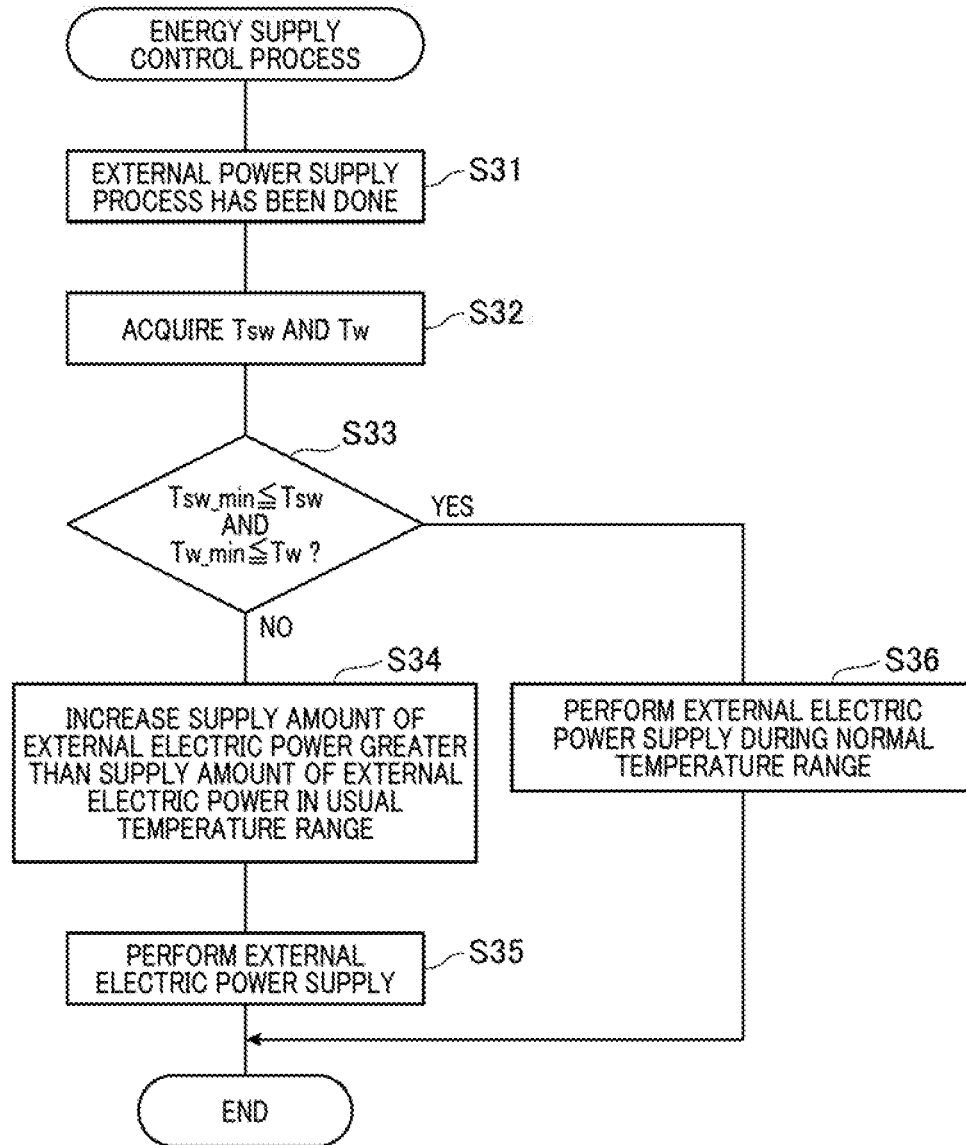 ENERGY SUPPLY
CONTROL PROCESS
EXTERNAL POWER SUPPLY
PROCESS HAS BEEN DONE
S31
ACQUIRE Tsw AND Tw
S32
S33
Tsw_min≦Tsw
AND
Tw_min≦Tw ?
YES
NO
S34
INCREASE SUPPLY AMOUNT OF
EXTERNAL ELECTRIC POWER GREATER
THAN SUPPLY AMOUNT OF EXTERNAL
ELECTRIC POWER IN USUAL
TEMPERATURE RANGE
S36
PERFORM EXTERNAL ELECTRIC
POWER SUPPLY DURING NORMAL
TEMPERATURE RANGE
PERFORM EXTERNAL
ELECTRIC POWER SUPPLY
S35
END